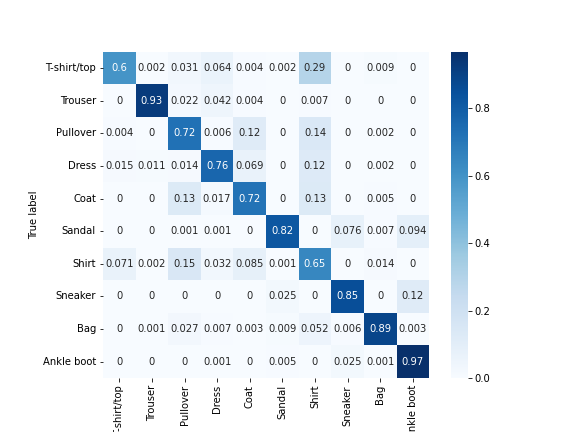 T-shirt/top 0.6 0.002 0.031 0.064 0.004 0.002 0.29 0 0.009 0
Trouser 0 0.93 0.022 0.042 0.004 0 0.007 0 0 0
0.8
Pullover 0.004 0 0.72 0.006 0.12 0 0.14 0 0.002 0
Dress 0.015 0.011 0.014 0.76 0.069 0 0.12 0 0.002 0
0.6
Coat 0 0 0.13 0.017 0.72 0 0.13 0 0.005 0
True label
Sandal 0 0 0.001 0.001 0 0.82 0 0.076 0.007 0.094
0.4
Shirt 0.071 0.002 0.15 0.032 0.085 0.001 0.65 0 0.014 0
Sneaker 0 0 0 0 0 0.025 0 0.85 0 0.12
0.2
Bag 0 0.001 0.027 0.007 0.003 0.009 0.052 0.006 0.89 0.003
Ankle boot 0 0 0 0.001 0 0.005 0 0.025 0.001 0.97
0.0
-shirt/top Trouser Pullover Dress Coat Sandal Shirt Sneaker Bag nkle boot